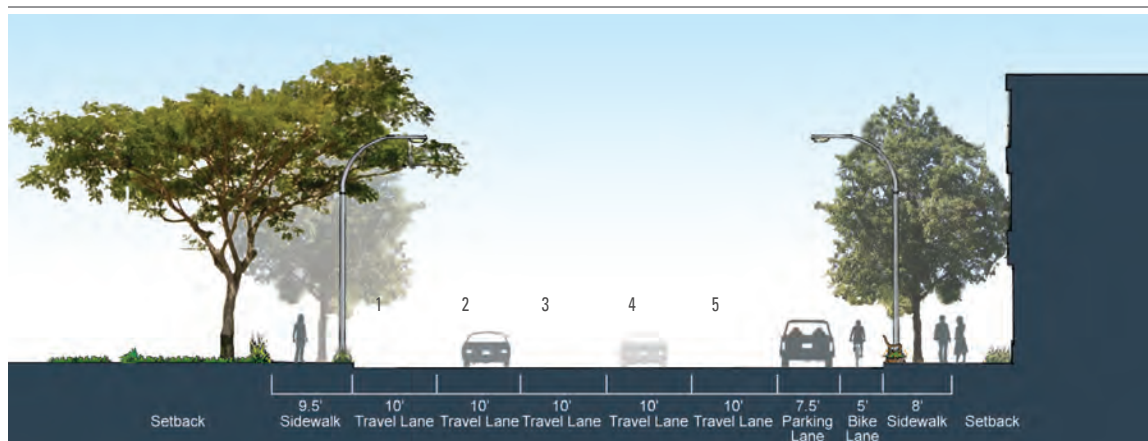 1 2 3 4 5
9.5' 10' 10' 10' 10' 10' 7.5' 5' 8'
Setback Sidewalk Travel Lane Travel Lane Travel Lane Travel Lane Travel Lane Parking Bike Sidewalk Setback
Lane Lane